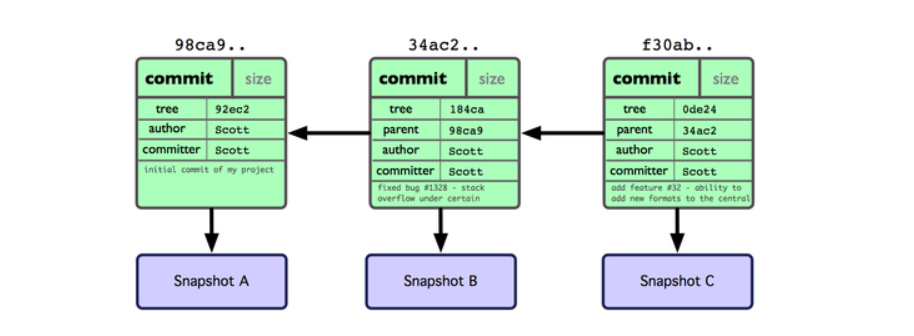 98ca9..
commit size
tree 92ec2
author Scott
committer Scott
initial commit of my project
Snapshot A
34ac2..
commit size
tree 184ca
parent 98ca9
author Scott
committer Scott
fixed bug #1328 - stack
overflow under certain
Snapshot B
f30ab..
commit size
tree 0de24
parent 34ac2
author Scott
committer Scott
add feature #32 - ability to
add new formats to the central
Snapshot C